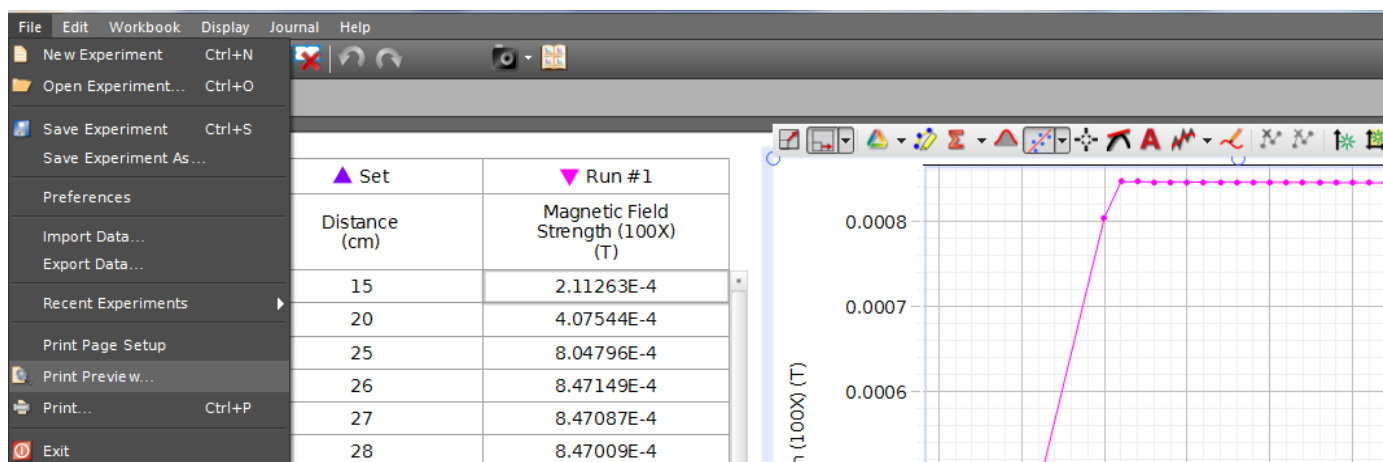 File Edit Workbook Display Journal Help
New Experiment Ctrl+N
Open Experiment... Ctrl+O
Save Experiment Ctrl+S
Save Experiment As...
Preferences
Import Data...
Export Data...
Recent Experiments
Print Page Setup
Print Preview...
Print... Ctrl+P
Exit
Set Run #1
Distance
(cm)
Magnetic Field
Strength (100X)
(T)
15 2.11263E-4
20 4.07544E-4
25 8.04796E-4
26 8.47149E-4
27 8.47087E-4
28 8.47009E-4
A
0.0008
0.0007
0.0006
(100X) (T)